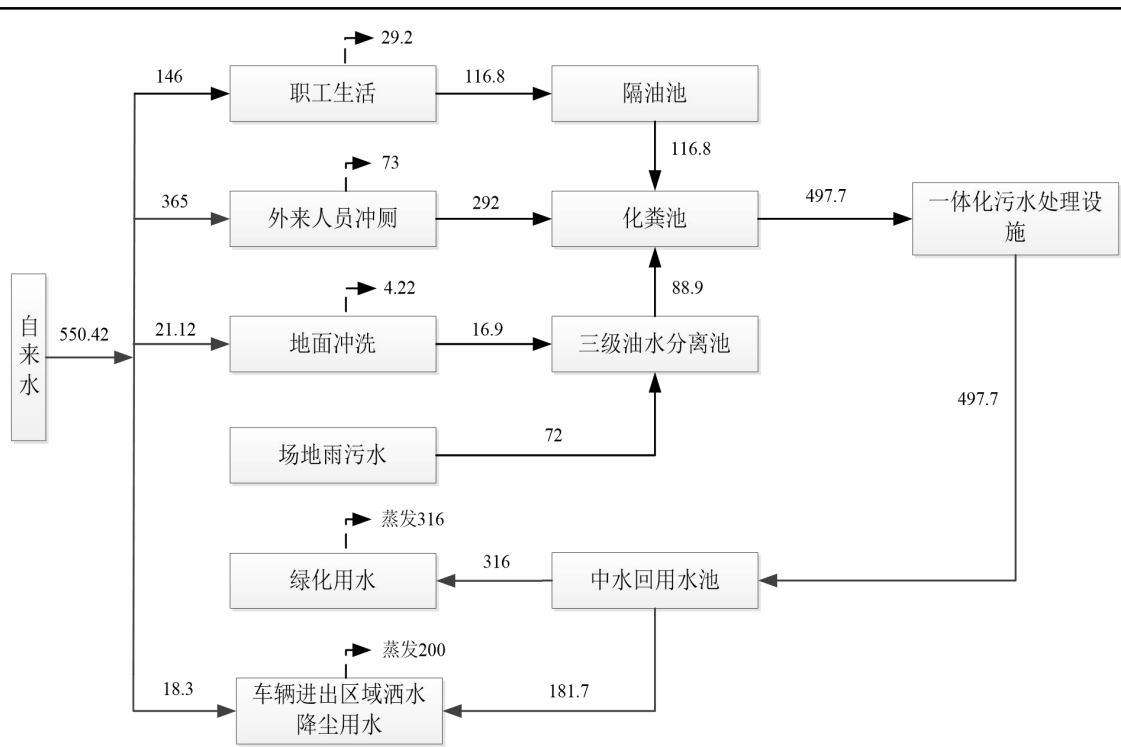 29.2
146
职工生活
116.8
隔油池
116.8
73
365
外来人员冲厕
292
化粪池
497.7
一体化污水处理设
施
4.22
88.9
自
来
水
550.42
21.12
地面冲洗
16.9
三级油水分离池
497.7
场地雨污水
72
蒸发316
绿化用水
316
中水回用水池
蒸发200
18.3
车辆进出区域洒水
降尘用水
181.7